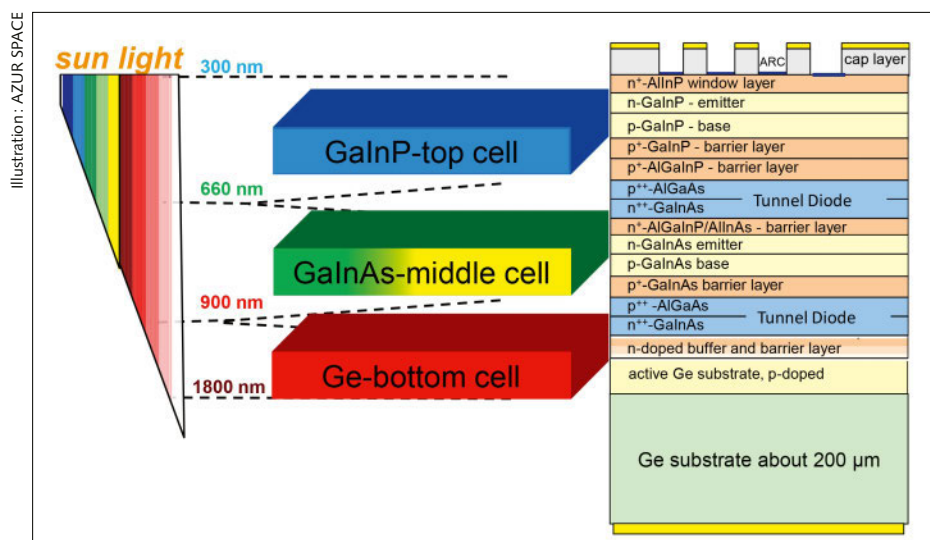 Illustration: AZUR SPACE
sun light
300 nm
660 nm
900 nm
1800 nm
GaInP-top cell
GaInAs-middle cell
Ge-bottom cell
ARC
cap layer
n⁺-AlInP window layer
n-GaInP - emitter
p-GaInP - base
p⁺-GaInP - barrier layer
p⁺-AlGaInP - barrier layer
p⁺⁺-AlGaAs
Tunnel Diode
n⁺⁺-GaInAs
n⁺-AlGaInP/AlInAs - barrier layer
n-GaInAs emitter
p-GaInAs base
p⁺-GaInAs barrier layer
p⁺⁺ -AlGaAs
Tunnel Diode
n⁺⁺-GaInAs
n-doped buffer and barrier layer
active Ge substrate, p-doped
Ge substrate about 200 µm